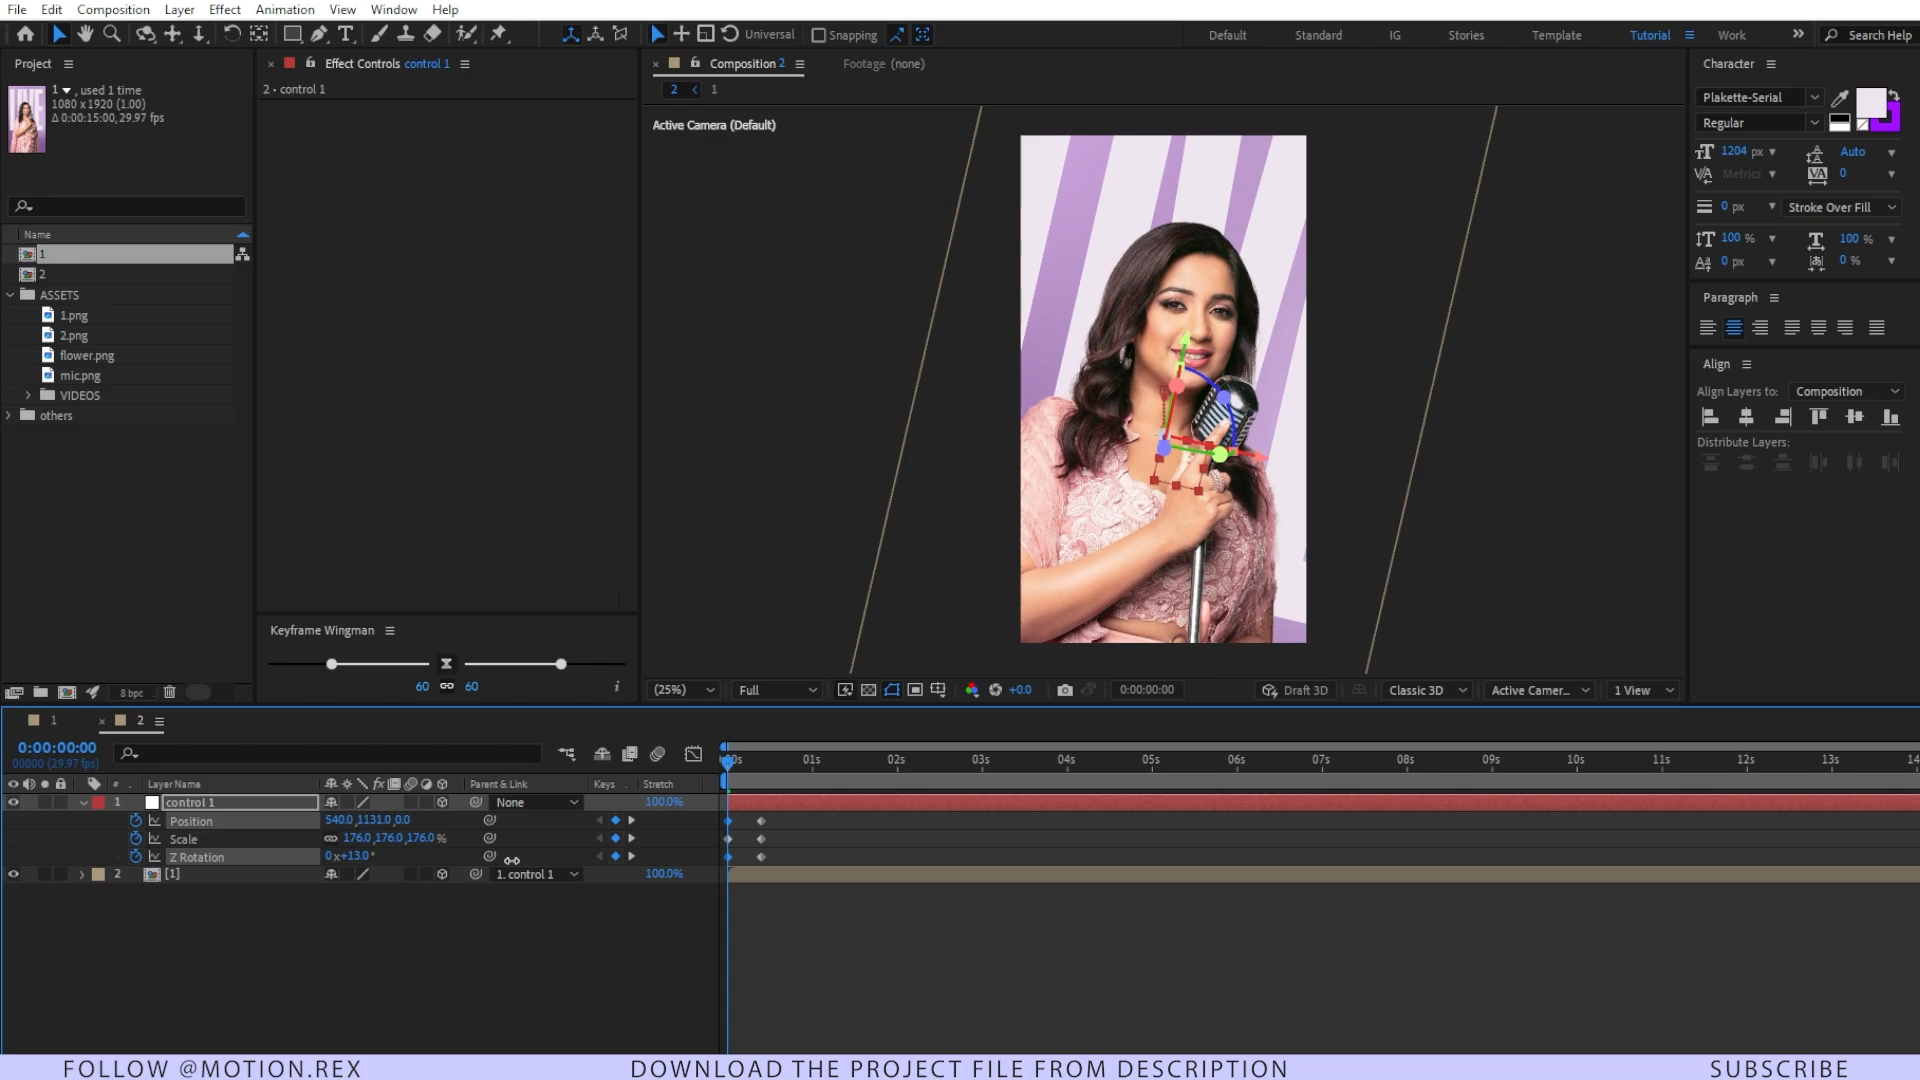 File Edit Composition Layer Effect Animation View Window Help
Universal Snapping Default Standard IG Stories Template Tutorial Work Search Help
Project
1 , used 1 time
1080 x 1920 (1.00)
Δ 0:00:15:00, 29.97 fps
Name
1
2
ASSETS
1.png
2.png
flower.png
mic.png
VIDEOS
others
8 bpc
Effect Controls control 1
2 • control 1
Keyframe Wingman
60 60
Composition 2 Footage (none)
2 1
Active Camera (Default)
(25%) Full +0.0 0:00:00:00 Draft 3D Classic 3D Active Camer... 1 View
Character
Plakette-Serial
Regular
1204 px Auto
Metrics 0
0 px Stroke Over Fill
100 % 100 %
0 px 0 %
Paragraph
Align
Align Layers to: Composition
Distribute Layers:
1 2
0:00:00:00
00000 (29.97 fps)
# Layer Name Parent & Link Keys Stretch
01s 02s 03s 04s 05s 06s 07s 08s 09s 10s 11s 12s 13s 14
1 control 1 None 100.0%
Position 540.0,1131.0,0.0
Scale 176.0,176.0,176.0 %
Z Rotation 0x+13.0°
2 [1] 1. control 1 100.0%
FOLLOW @MOTION.REX DOWNLOAD THE PROJECT FILE FROM DESCRIPTION SUBSCRIBE